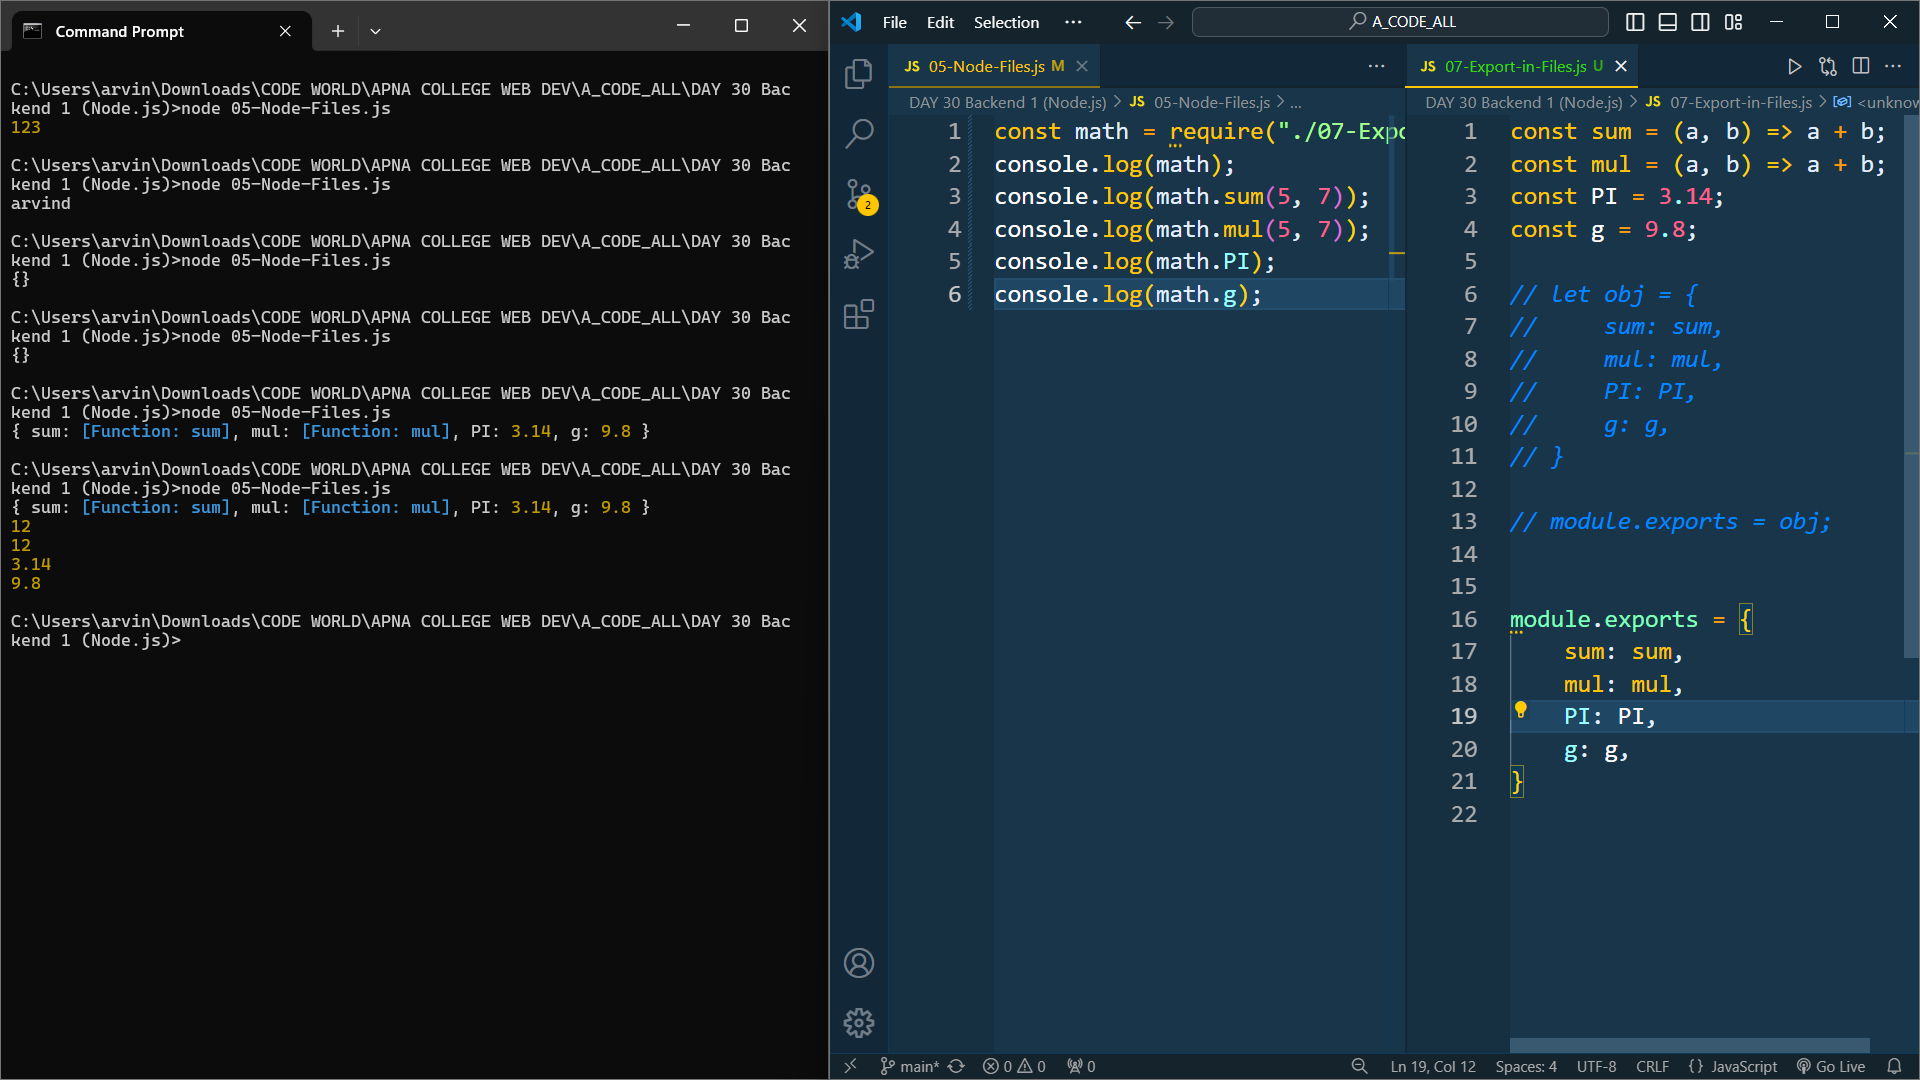 Command Prompt
C:\Users\arvin\Downloads\CODE WORLD\APNA COLLEGE WEB DEV\A_CODE_ALL\DAY 30 Bac
kend 1 (Node.js)>node 05-Node-Files.js
123
C:\Users\arvin\Downloads\CODE WORLD\APNA COLLEGE WEB DEV\A_CODE_ALL\DAY 30 Bac
kend 1 (Node.js)>node 05-Node-Files.js
arvind
C:\Users\arvin\Downloads\CODE WORLD\APNA COLLEGE WEB DEV\A_CODE_ALL\DAY 30 Bac
kend 1 (Node.js)>node 05-Node-Files.js
{}
C:\Users\arvin\Downloads\CODE WORLD\APNA COLLEGE WEB DEV\A_CODE_ALL\DAY 30 Bac
kend 1 (Node.js)>node 05-Node-Files.js
{}
C:\Users\arvin\Downloads\CODE WORLD\APNA COLLEGE WEB DEV\A_CODE_ALL\DAY 30 Bac
kend 1 (Node.js)>node 05-Node-Files.js
{ sum: [Function: sum], mul: [Function: mul], PI: 3.14, g: 9.8 }
C:\Users\arvin\Downloads\CODE WORLD\APNA COLLEGE WEB DEV\A_CODE_ALL\DAY 30 Bac
kend 1 (Node.js)>node 05-Node-Files.js
{ sum: [Function: sum], mul: [Function: mul], PI: 3.14, g: 9.8 }
12
12
3.14
9.8
C:\Users\arvin\Downloads\CODE WORLD\APNA COLLEGE WEB DEV\A_CODE_ALL\DAY 30 Bac
kend 1 (Node.js)>
File Edit Selection ··· A_CODE_ALL
2
JS 05-Node-Files.js M
DAY 30 Backend 1 (Node.js) > JS 05-Node-Files.js > ...
1 const math = require("./07-Expo
2 console.log(math);
3 console.log(math.sum(5, 7));
4 console.log(math.mul(5, 7));
5 console.log(math.PI);
6 console.log(math.g);
JS 07-Export-in-Files.js U
DAY 30 Backend 1 (Node.js) > JS 07-Export-in-Files.js > <unknow
1 const sum = (a, b) => a + b;
2 const mul = (a, b) => a + b;
3 const PI = 3.14;
4 const g = 9.8;
5
6 // let obj = {
7 //     sum: sum,
8 //     mul: mul,
9 //     PI: PI,
10 //     g: g,
11 // }
12
13 // module.exports = obj;
14
15
16 module.exports = {
17     sum: sum,
18     mul: mul,
19     PI: PI,
20     g: g,
21 }
22
main* 0 0 0 Ln 19, Col 12 Spaces: 4 UTF-8 CRLF {} JavaScript Go Live